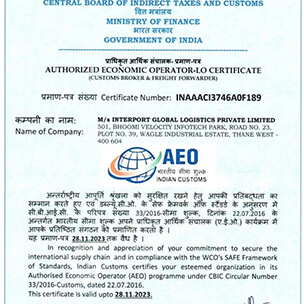 CENTRAL BOARD OF INDIRECT TAXES AND CUSTOMS
वित्त मंत्रालय
MINISTRY OF FINANCE
भारत सरकार
GOVERNMENT OF INDIA
प्राधिकृत आर्थिक संचालक- प्रमाण-पत्र
AUTHORIZED ECONOMIC OPERATOR-LO CERTIFICATE
(CUSTOMS BROKER & FREIGHT FORWARDER)
प्रमाण-पत्र संख्या Certificate Number: INAAACI3746A0F189
कम्पनी का नाम: M/s INTERPORT GLOBAL LOGISTICS PRIVATE LIMITED
Name of Company: 501, BHOOMI VELOCITY INFOTECH PARK, ROAD NO. 23,
PLOT NO. 39, WAGLE INDUSTRIAL ESTATE, THANE WEST-
400 604
AEO
भारतीय सीमा शुल्क
INDIAN CUSTOMS
अन्तर्राष्ट्रीय आपूर्ति श्रृंखला को सुरक्षित रखने हेतु आपकी प्रतिबद्धता का
सम्मान करते हुए एवं डब्ल्यू.सी.ओ. के सेफ फ्रेमवर्क ऑफ स्टैंडर्ड के अनुसरण में
सी.बी.आई.सी. के परिपत्र संख्या 33/2016-सीमा शुल्क, दिनांक 22.07.2016 के
अन्तर्गत भारतीय सीमा शुल्क अपने प्राधिकृत आर्थिक संचालक (ए.ई.ओ.) कार्यक्रम में
आपके प्रतिष्ठित संगठन को प्रमाणित करता है।
यह प्रमाण-पत्र 28.11.2023 तक वैध है।
In recognition and appreciation of your commitment to secure the
international supply chain and in compliance with the WCO's SAFE Framework
of Standards, Indian Customs certifies your esteemed organization in its
Authorised Economic Operator (AEO) programme under CBIC Circular Number
33/2016-Customs, dated 22.07.2016.
This certificate is valid upto 28.11.2023.